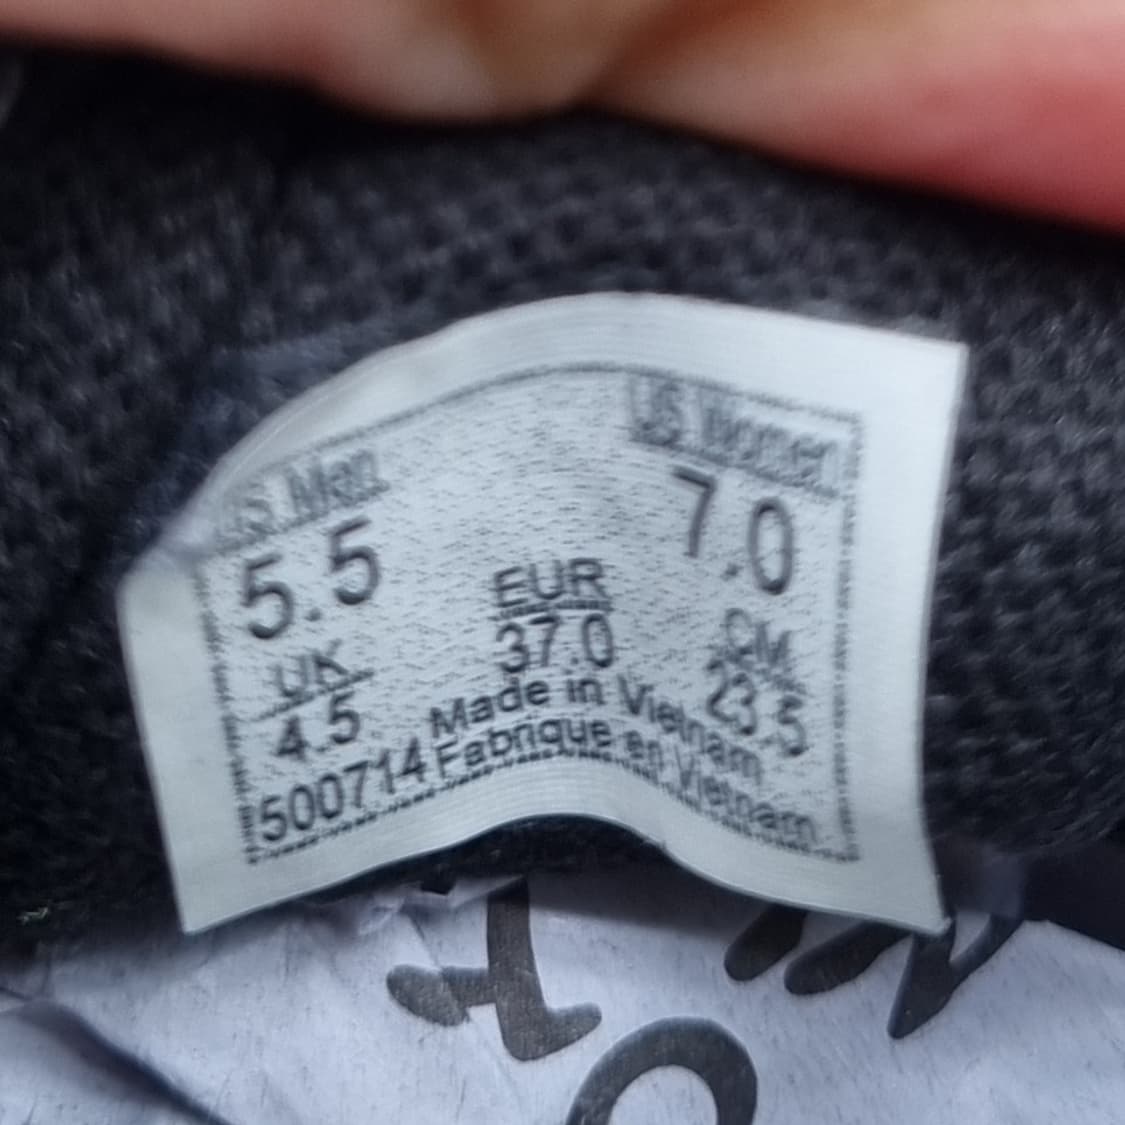 US Men US Women
5.5 7.0
EUR
37.0
UK CM
4.5 23.5
Made in Vietnam
500714 Fabrique en Vietnam